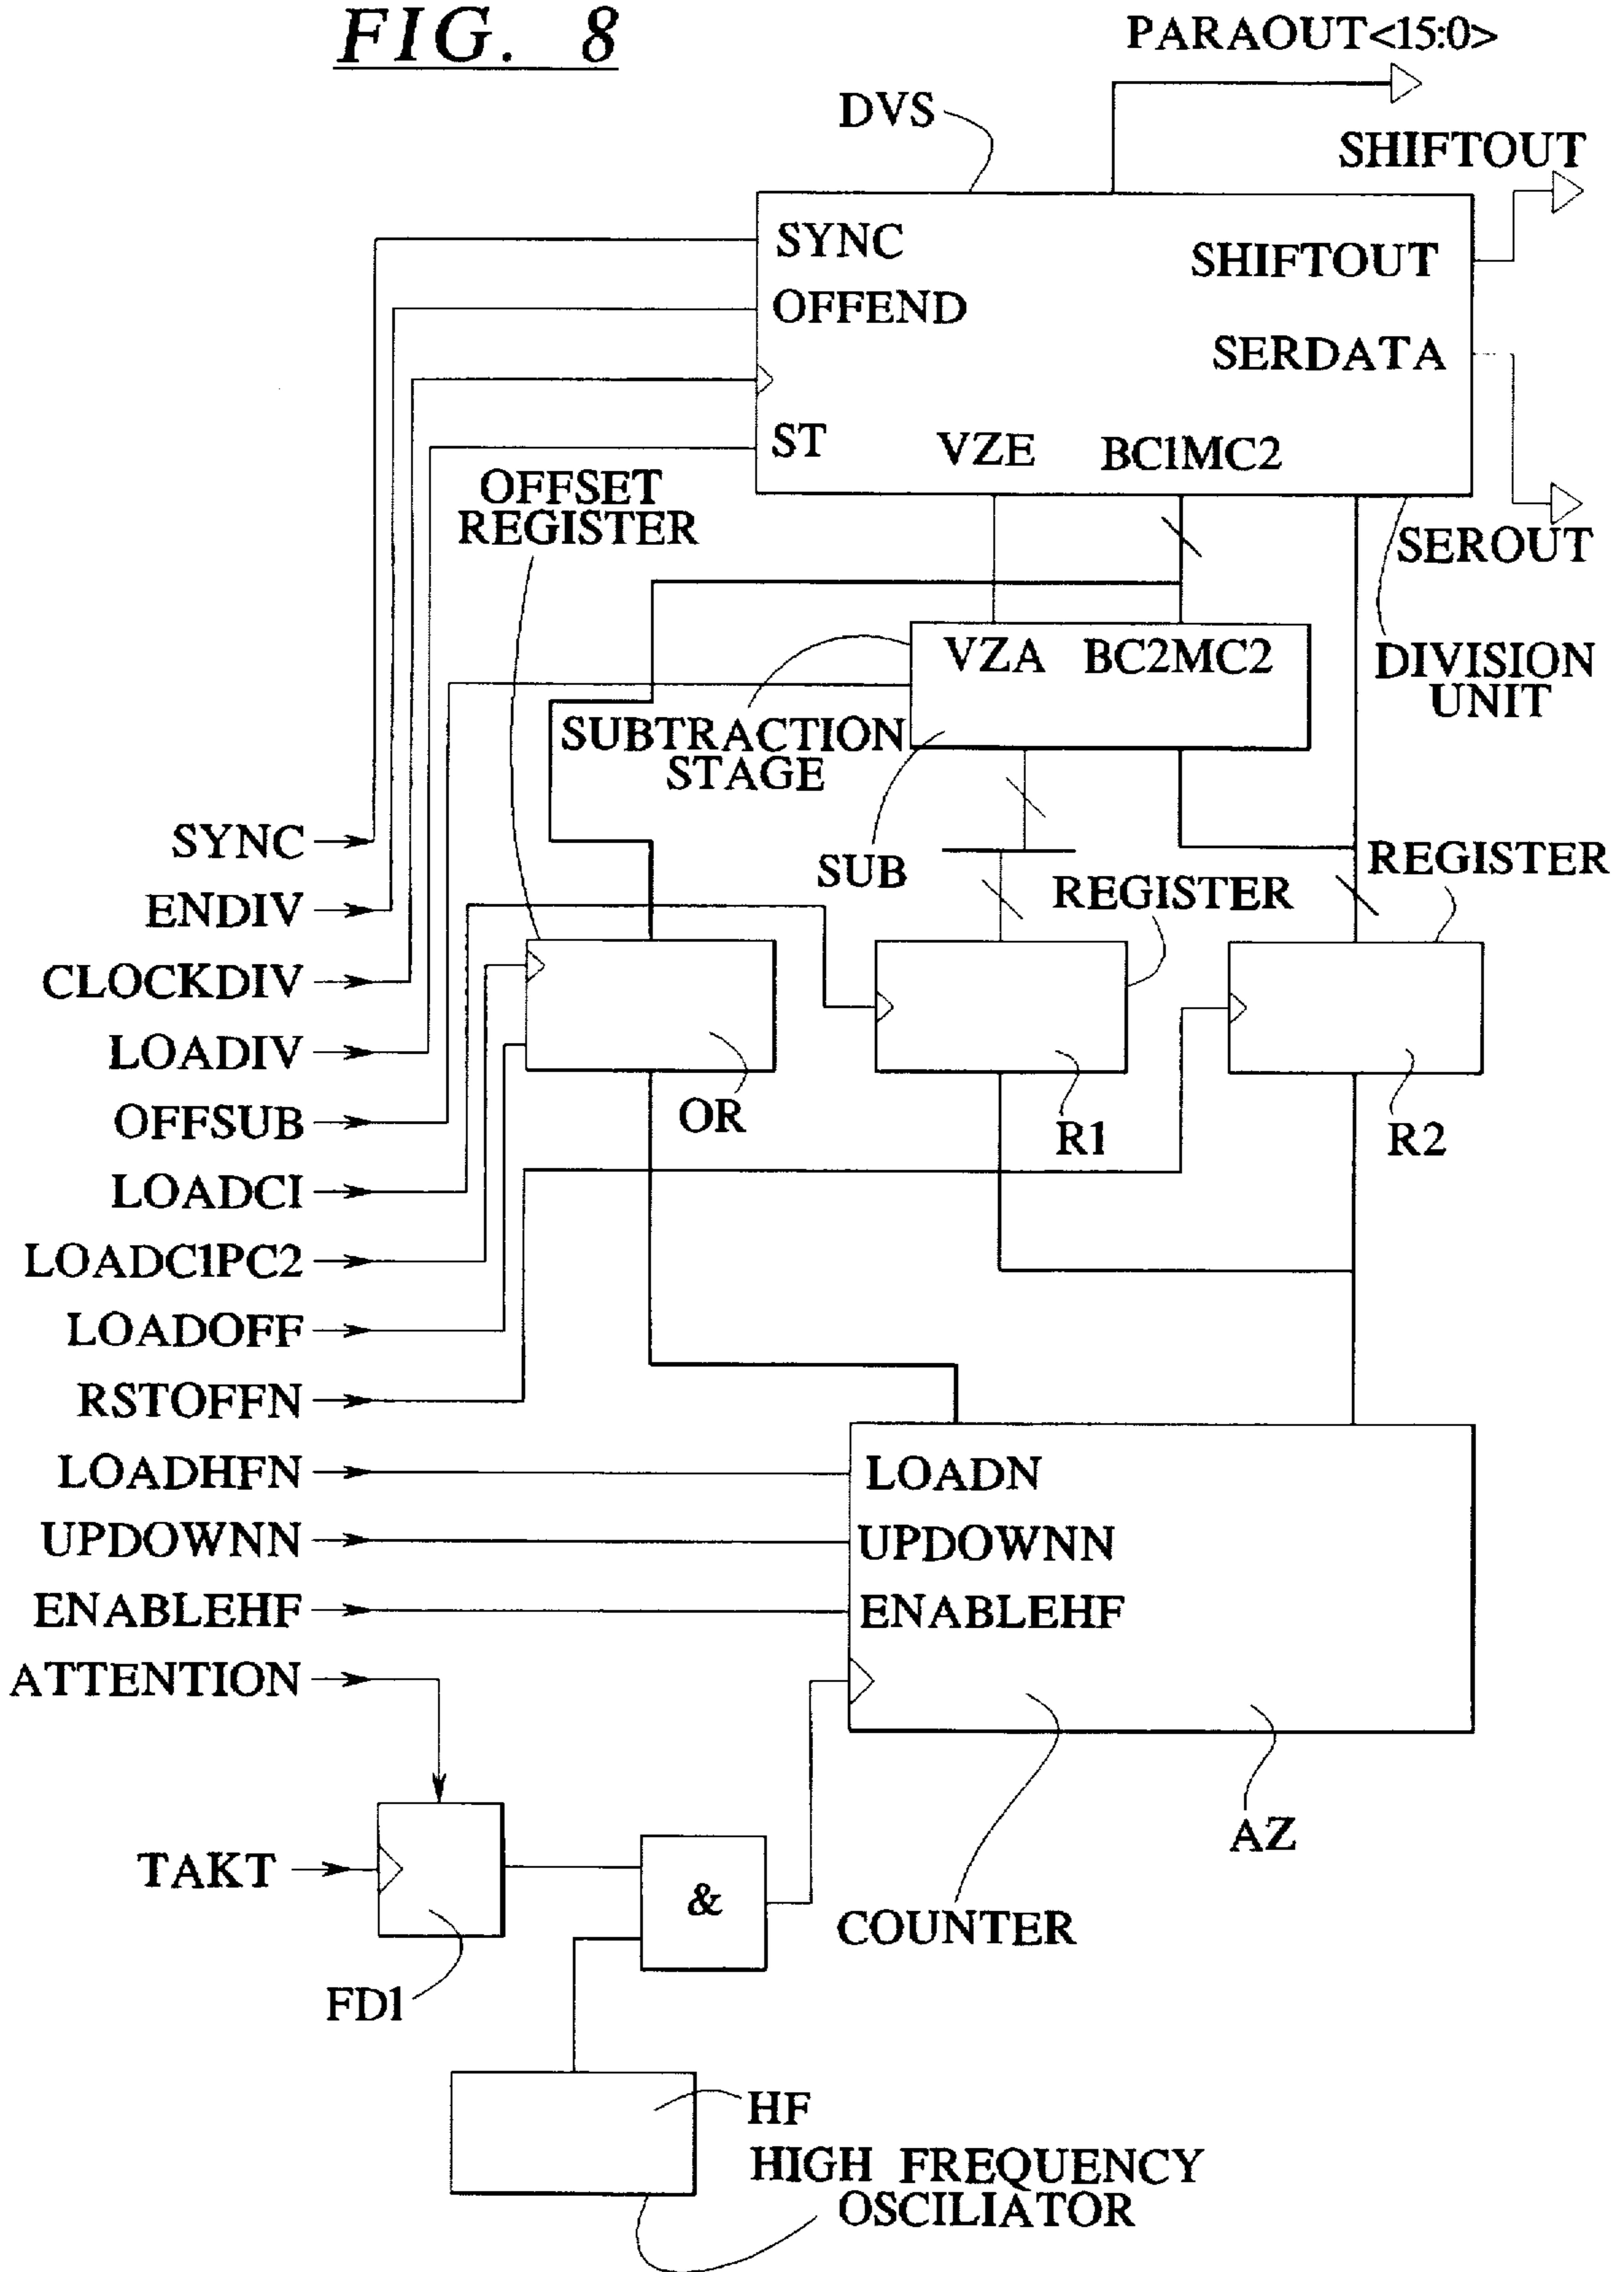 FIG. 8
PARAOUT<15:0>
DVS
SHIFTOUT
SYNC
SHIFTOUT
OFFEND
SERDATA
ST
VZE
BC1MC2
OFFSET
REGISTER
SEROUT
VZA
BC2MC2
DIVISION
UNIT
SUBTRACTION
STAGE
SUB
REGISTER
REGISTER
SYNC
ENDIV
CLOCKDIV
LOADIV
OFFSUB
LOADCI
LOADC1PC2
LOADOFF
RSTOFFN
LOADHFN
UPDOWNN
ENABLEHF
ATTENTION
OR
R1
R2
LOADN
UPDOWNN
ENABLEHF
TAKT
&
AZ
COUNTER
FD1
HF
HIGH FREQUENCY
OSCILIATOR